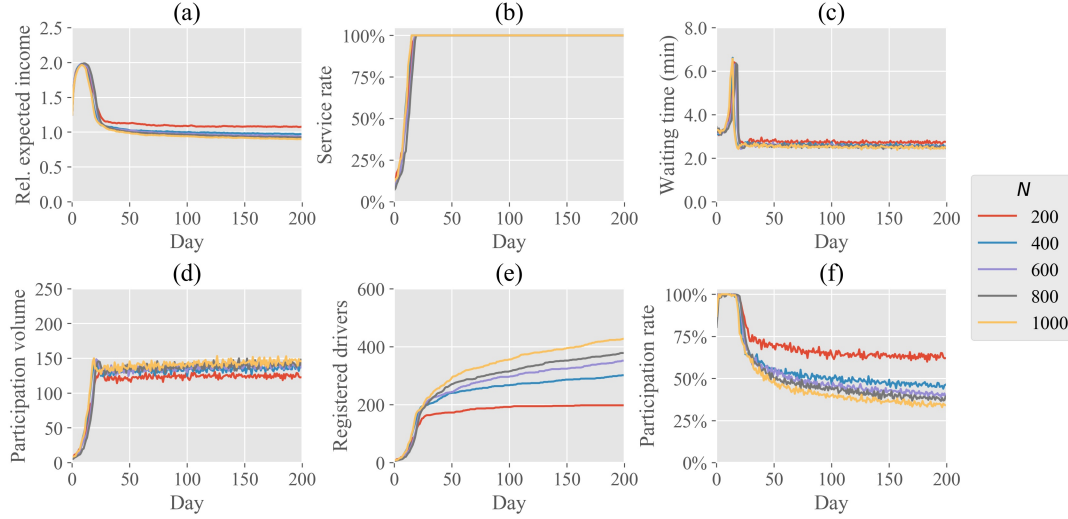 (a)
Rel. expected income
2.5
2.0
1.5
1.0
0.5
0.0
0 50 100 150 200
Day
(b)
Service rate
100%
75%
50%
25%
0%
0 50 100 150 200
Day
(c)
Waiting time (min)
8.0
6.0
4.0
2.0
0.0
0 50 100 150 200
Day
(d)
Participation volume
250
200
150
100
50
0
0 50 100 150 200
Day
(e)
Registered drivers
600
400
200
0
0 50 100 150 200
Day
(f)
Participation rate
100%
75%
50%
25%
0%
0 50 100 150 200
Day
N
200
400
600
800
1000